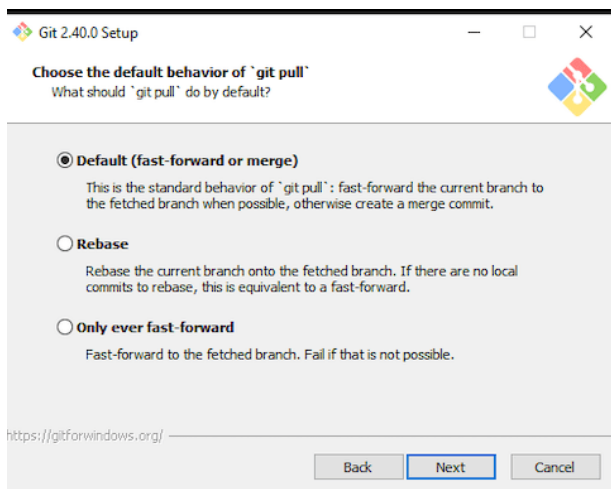 Git 2.40.0 Setup
Choose the default behavior of `git pull`
What should `git pull` do by default?
Default (fast-forward or merge)
This is the standard behavior of `git pull`: fast-forward the current branch to
the fetched branch when possible, otherwise create a merge commit.
Rebase
Rebase the current branch onto the fetched branch. If there are no local
commits to rebase, this is equivalent to a fast-forward.
Only ever fast-forward
Fast-forward to the fetched branch. Fail if that is not possible.
https://gitforwindows.org/
Back Next Cancel